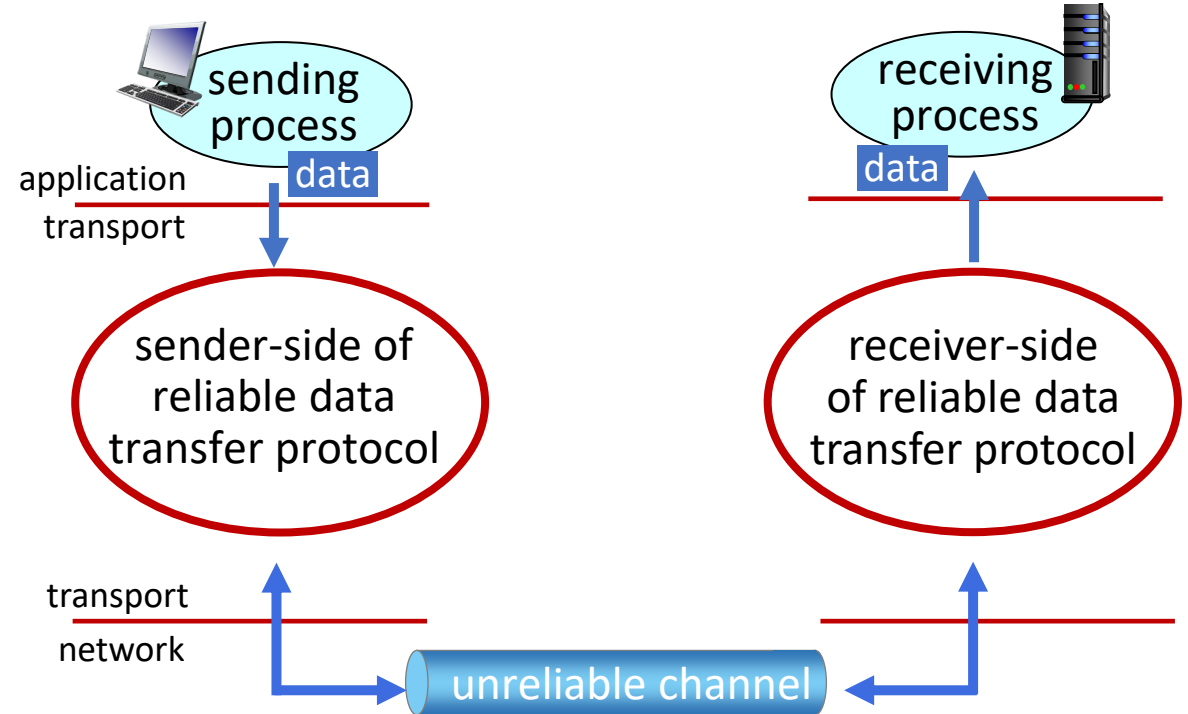 sending
process
data
application
transport
sender-side of
reliable data
transfer protocol
transport
network
receiving
process
data
receiver-side
of reliable data
transfer protocol
unreliable channel